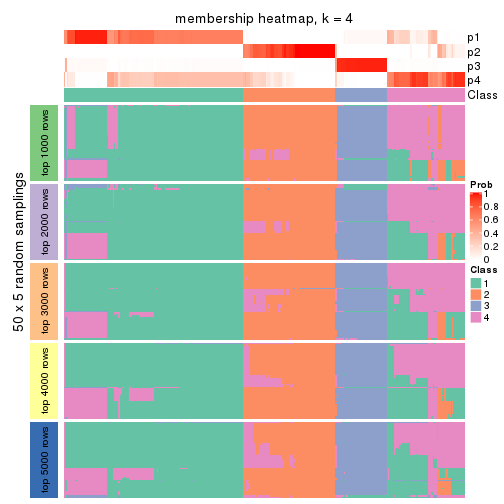 membership heatmap, k = 4
p1
p2
p3
p4
Class
50 x 5 random samplings
top 1000 rows
top 2000 rows
top 3000 rows
top 4000 rows
top 5000 rows
Prob
1
0.8
0.6
0.4
0.2
0
Class
1
2
3
4